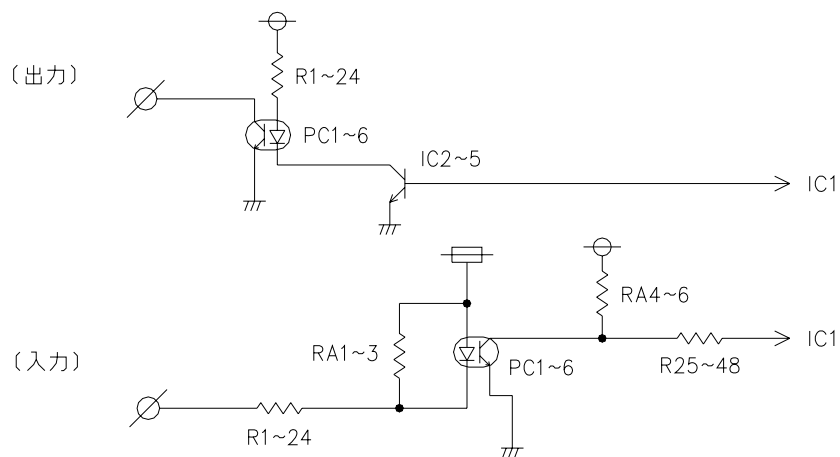 〔出力〕
R1~24
PC1~6
IC2~5
IC1
〔入力〕
RA1~3
PC1~6
RA4~6
R25~48
IC1
R1~24